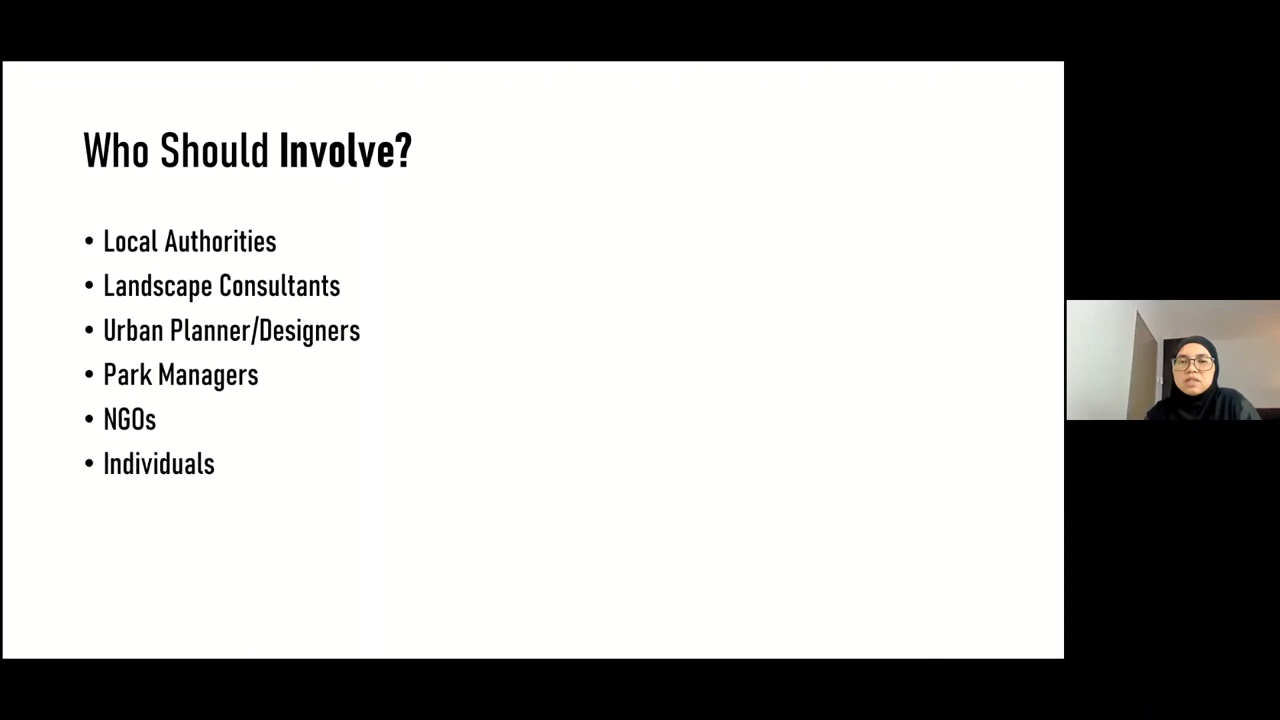 Who Should Involve?
• Local Authorities
• Landscape Consultants
• Urban Planner/Designers
• Park Managers
• NGOs
• Individuals